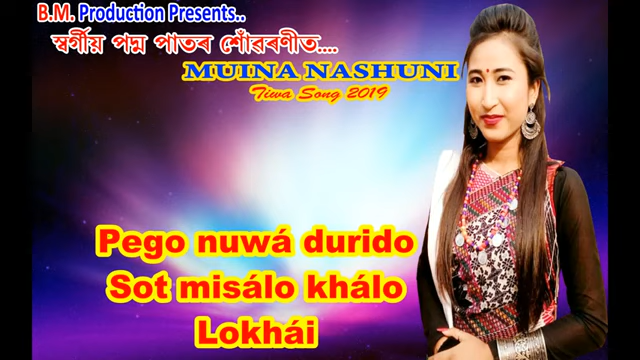 B.M. Production Presents..
স্বৰ্গীয় পদ্ম পাতৰ শোঁৱৰণীত....
MUINA NASHUNI
Tiwa Song 2019
Pego nuwá durido
Sot misálo khálo
Lokhái